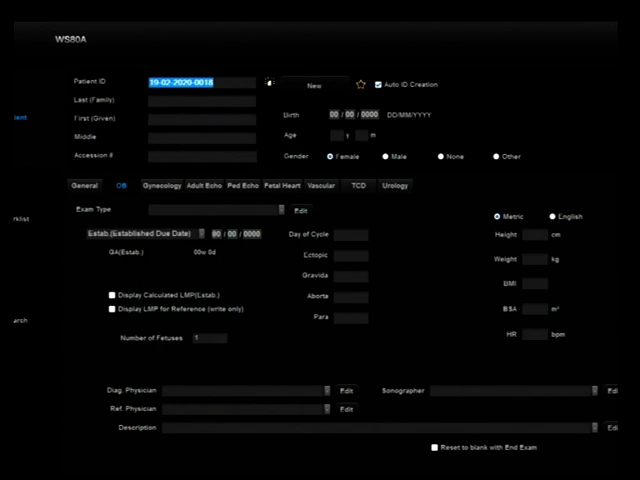 WS80A
Patient ID 19-02-2020-0018 New Auto ID Creation
Last (Family)
First (Given) Birth 00 / 00 / 0000 DD/MM/YYYY
Middle Age y m
Accession # Gender Female Male None Other
General OB Gynecology Adult Echo Ped Echo Fetal Heart Vascular TCD Urology
Exam Type Edit Metric English
Estab.(Established Due Date) 00 / 00 / 0000 Day of Cycle Height cm
GA(Estab.) 00w 0d Ectopic Weight kg
Gravida BMI
Display Calculated LMP(Estab.) Aborta
Display LMP for Reference (write only) Para BSA m²
Number of Fetuses 1 HR bpm
Diag. Physician Edit Sonographer Edi
Ref. Physician Edit
Description Edi
Reset to blank with End Exam
ient
rklist
arch